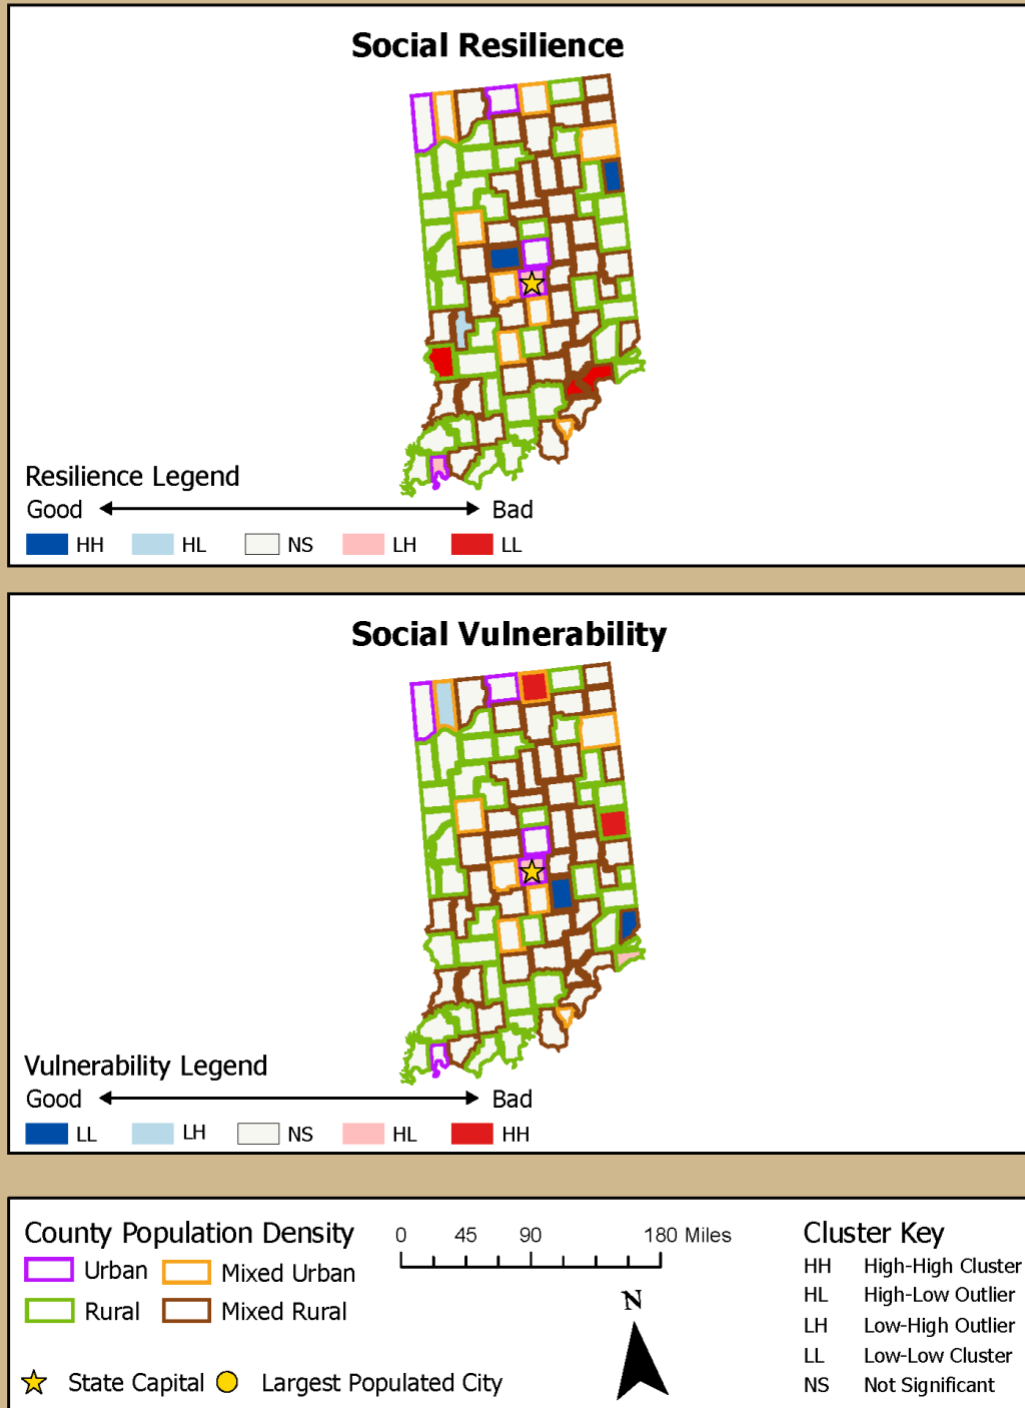 Social Resilience
Resilience Legend
Good Bad
HH HL NS LH LL
Social Vulnerability
Vulnerability Legend
Good Bad
LL LH NS HL HH
County Population Density
Urban Mixed Urban
Rural Mixed Rural
State Capital Largest Populated City
0 45 90 180 Miles
N
Cluster Key
HH High-High Cluster
HL High-Low Outlier
LH Low-High Outlier
LL Low-Low Cluster
NS Not Significant